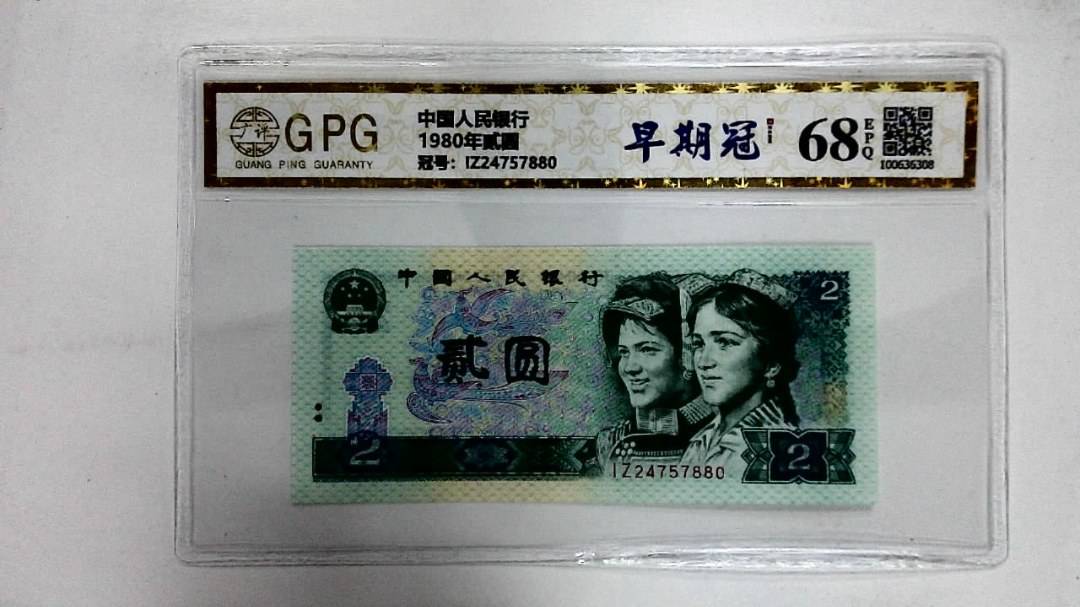 广评
GPG
GUANG PING GUARANTY
中国人民银行
1980年贰圆
冠号：IZ24757880
早期冠
68
EPQ
100636308
中国人民银行
2
贰圆
2
IZ24757880
2